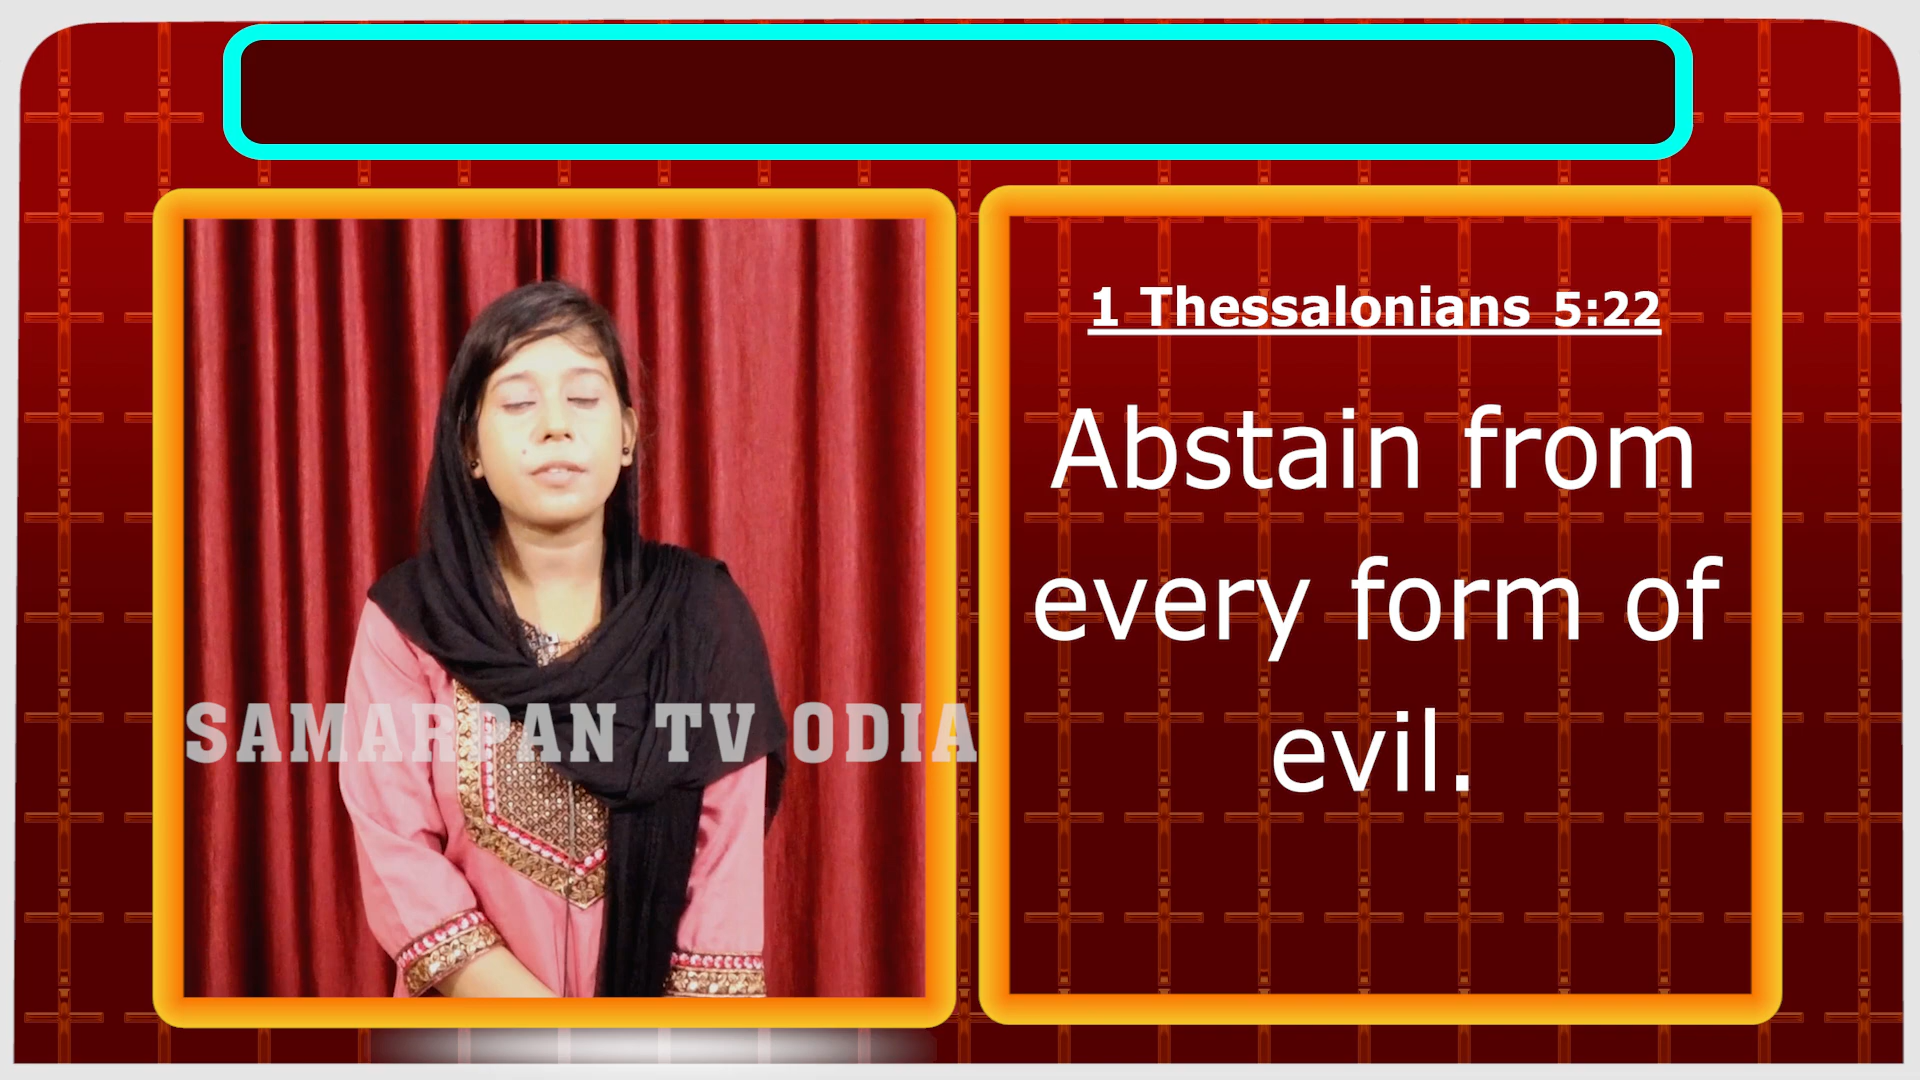 1 Thessalonians 5:22
Abstain from
every form of
evil.
SAMARPAN TV ODIA